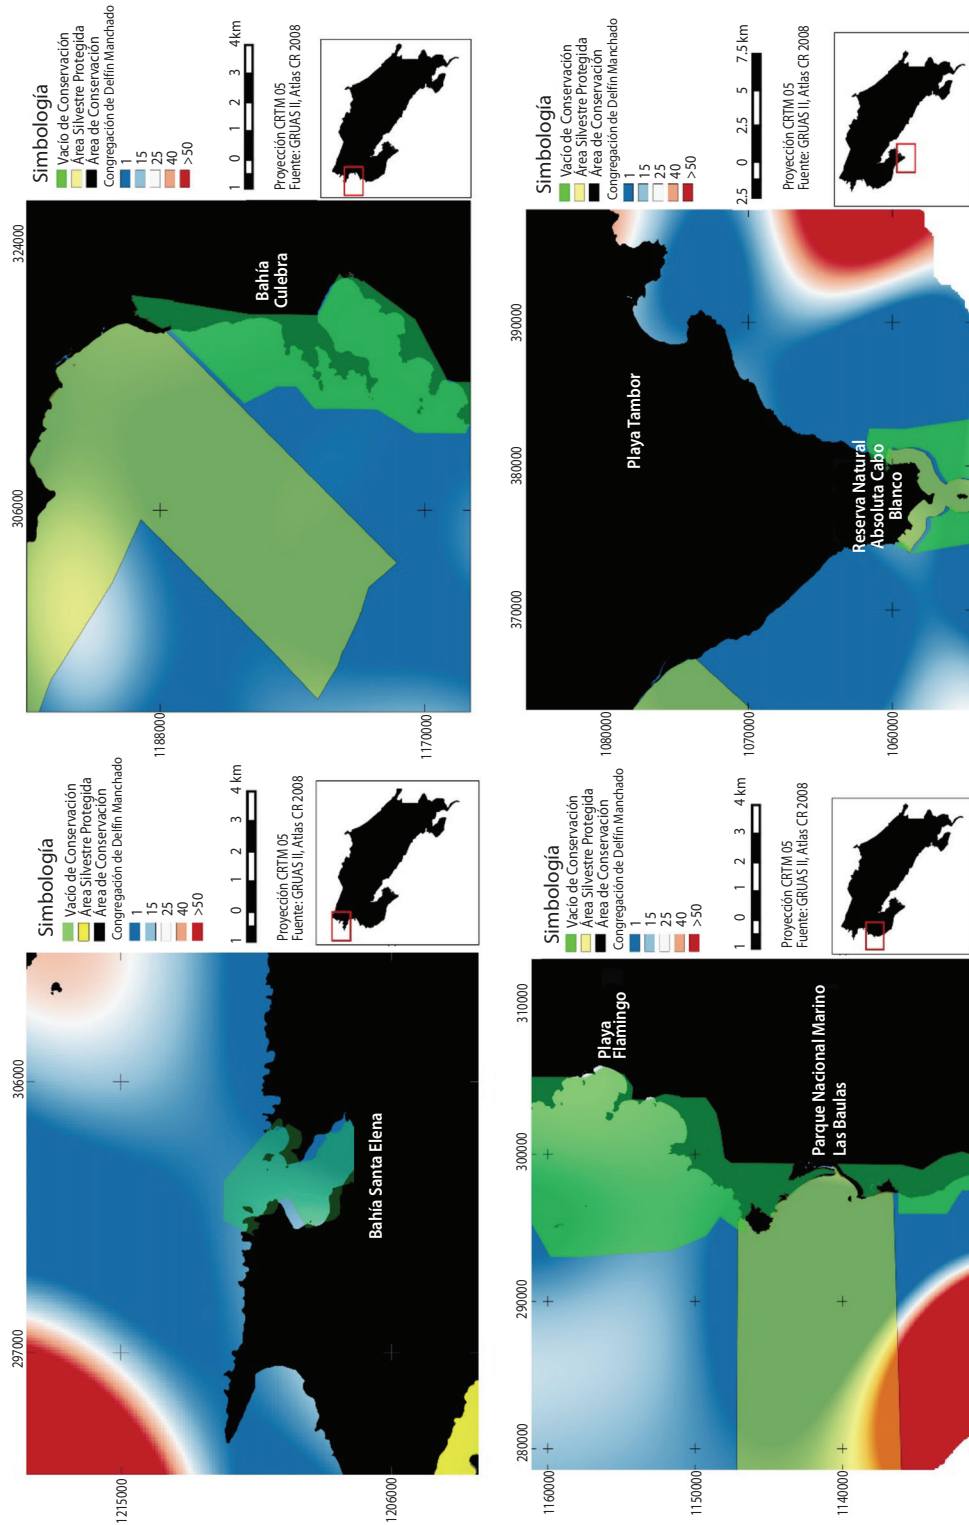 297000
306000
1215000
1206000
Bahía Santa Elena
Simbología
Vacío de Conservación
Área Silvestre Protegida
Área de Conservación
Congregación de Delfín Manchado
1
15
25
40
>50
1 0 1 2 3 4 km
Proyección CRTM 05
Fuente: GRUAS II, Atlas CR 2008
306000
324000
1188000
1170000
Bahía
Culebra
Simbología
Vacío de Conservación
Área Silvestre Protegida
Área de Conservación
Congregación de Delfín Manchado
1
15
25
40
>50
1 0 1 2 3 4 km
Proyección CRTM 05
Fuente: GRUAS II, Atlas CR 2008
280000
290000
300000
310000
1160000
1150000
1140000
Playa
Flamingo
Parque Nacional Marino
Las Baulas
Simbología
Vacío de Conservación
Área Silvestre Protegida
Área de Conservación
Congregación de Delfín Manchado
1
15
25
40
>50
1 0 1 2 3 4 km
Proyección CRTM 05
Fuente: GRUAS II, Atlas CR 2008
370000
380000
390000
1080000
1070000
1060000
Playa Tambor
Reserva Natural
Absoluta Cabo
Blanco
Simbología
Vacío de Conservación
Área Silvestre Protegida
Área de Conservación
Congregación de Delfín Manchado
1
15
25
40
>50
2.5 0 2.5 5 7.5 km
Proyección CRTM 05
Fuente: GRUAS II, Atlas CR 2008